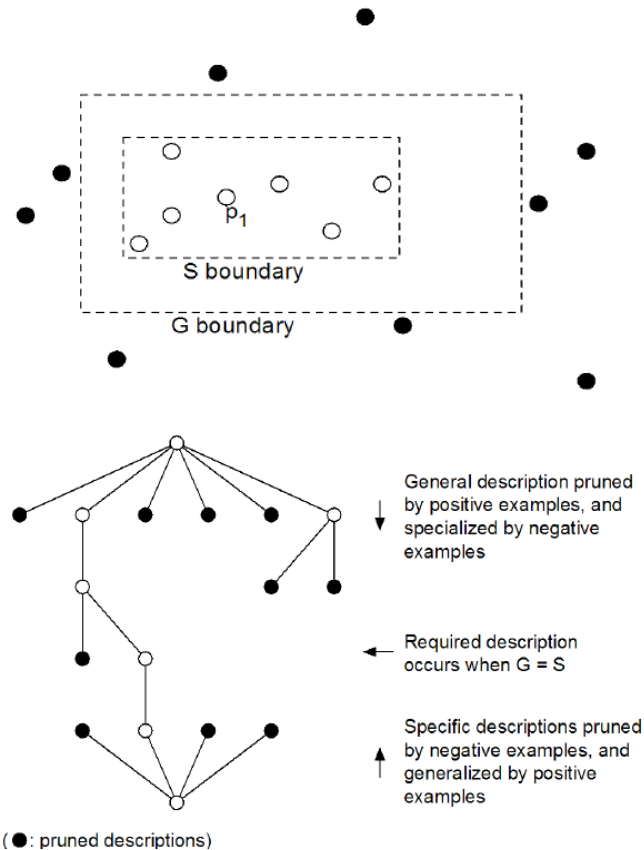 p1
S boundary
G boundary
General description pruned
by positive examples, and
specialized by negative
examples
Required description
occurs when G = S
Specific descriptions pruned
by negative examples, and
generalized by positive
examples
(●: pruned descriptions)